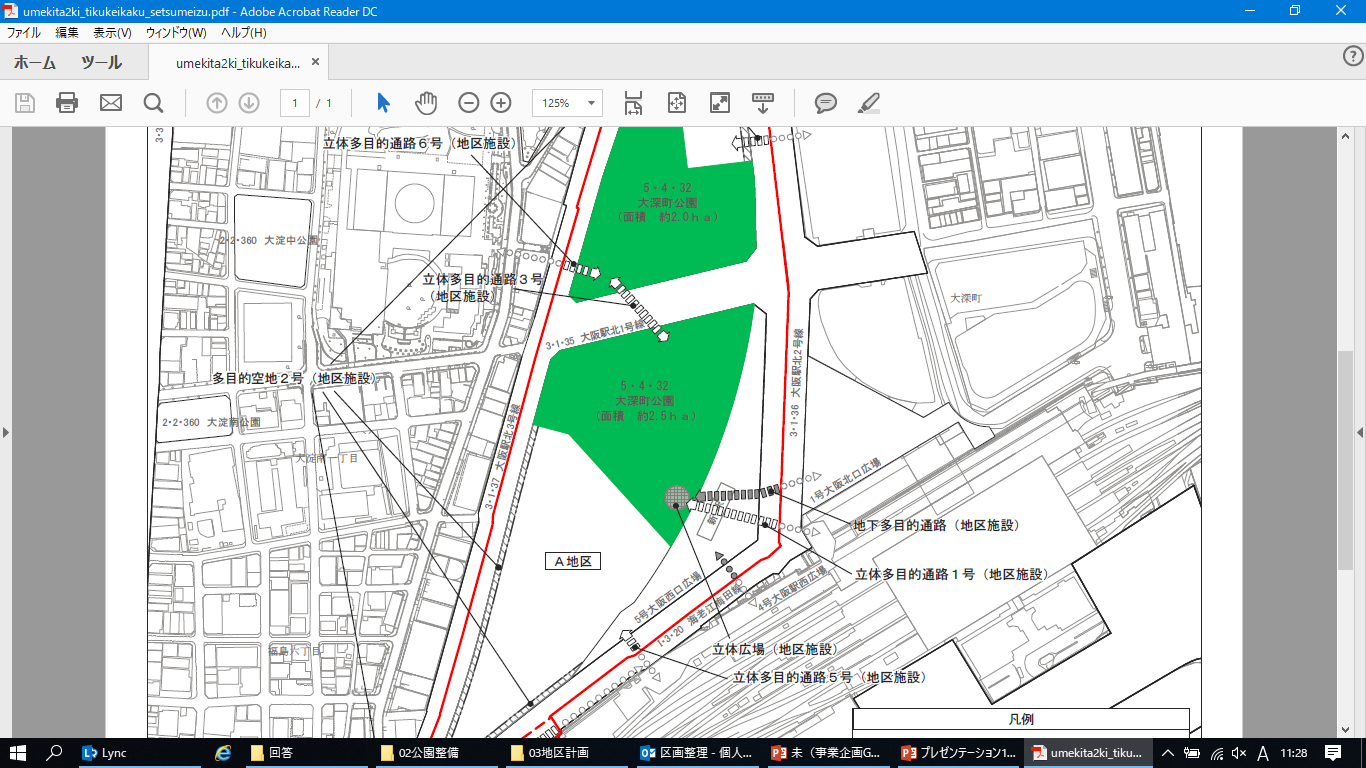 umekita2ki_tikukeikaku_setsumeizu.pdf - Adobe Acrobat Reader DC
ファイル 編集 表示(V) ウィンドウ(W) ヘルプ(H)
ホーム ツール umekita2ki_tikukeika... ×
1 / 1 125%
立体多目的通路6号(地区施設)
5・4・32
大深町公園
(面積 約2.0ha)
2・2・360 大淀中公園
立体多目的通路3号
(地区施設)
大深町
3・1・35 大阪駅北1号線
3・1・36 大阪駅北2号線
多目的空地2号(地区施設)
5・4・32
大深町公園
(面積 約2.5ha)
2・2・360 大淀南公園
3・1・37 大阪駅北3号線
大淀南一丁目
1号大阪北口広場
地下多目的通路(地区施設)
A地区
立体多目的通路1号(地区施設)
5号大阪西口広場
1・3・20 海老江梅田線
4号大阪駅西広場
福島六丁目
立体広場(地区施設)
立体多目的通路5号(地区施設)
凡例
Lync 回答 02公園整備 03地区計画 区画整理 - 個人... 未(事業企画G... プレゼンテーション1... umekita2ki_tiku... A 11:28